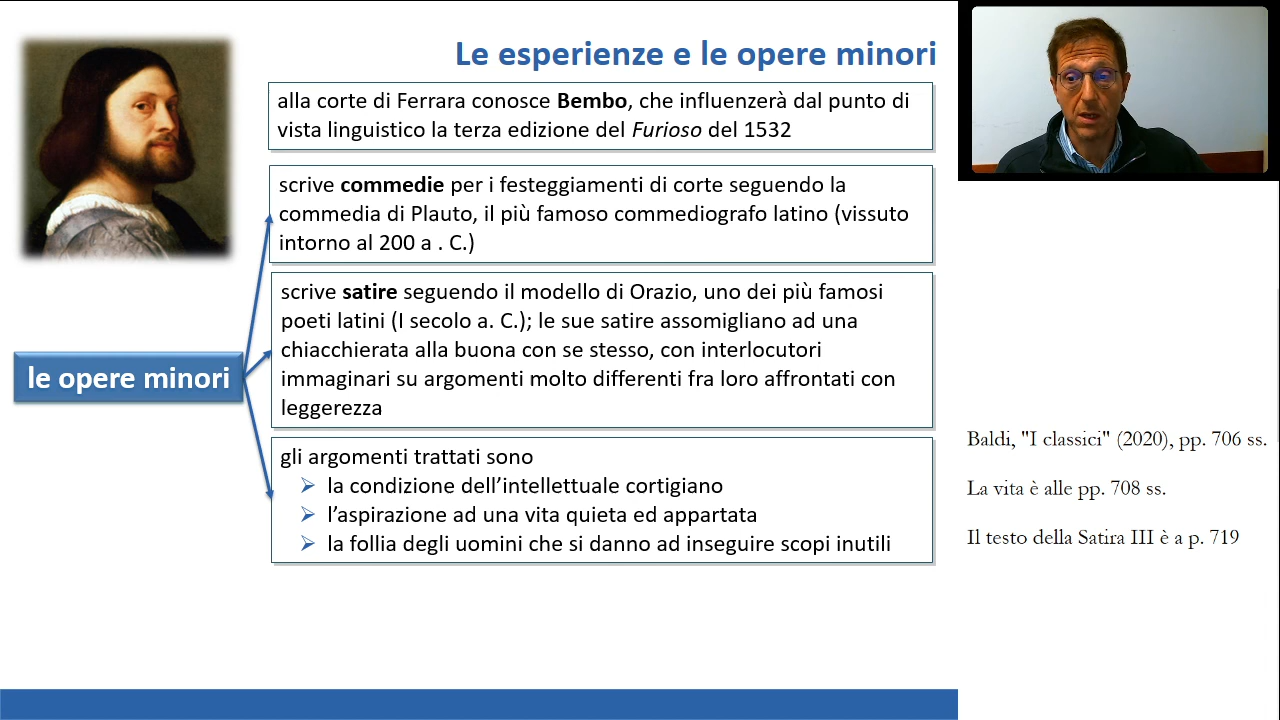 Le esperienze e le opere minori
alla corte di Ferrara conosce Bembo, che influenzerà dal punto di
vista linguistico la terza edizione del Furioso del 1532
scrive commedie per i festeggiamenti di corte seguendo la
commedia di Plauto, il più famoso commediografo latino (vissuto
intorno al 200 a . C.)
scrive satire seguendo il modello di Orazio, uno dei più famosi
poeti latini (I secolo a. C.); le sue satire assomigliano ad una
chiacchierata alla buona con se stesso, con interlocutori
immaginari su argomenti molto differenti fra loro affrontati con
leggerezza
le opere minori
gli argomenti trattati sono
la condizione dell’intellettuale cortigiano
l’aspirazione ad una vita quieta ed appartata
la follia degli uomini che si danno ad inseguire scopi inutili
Baldi, "I classici" (2020), pp. 706 ss.
La vita è alle pp. 708 ss.
Il testo della Satira III è a p. 719